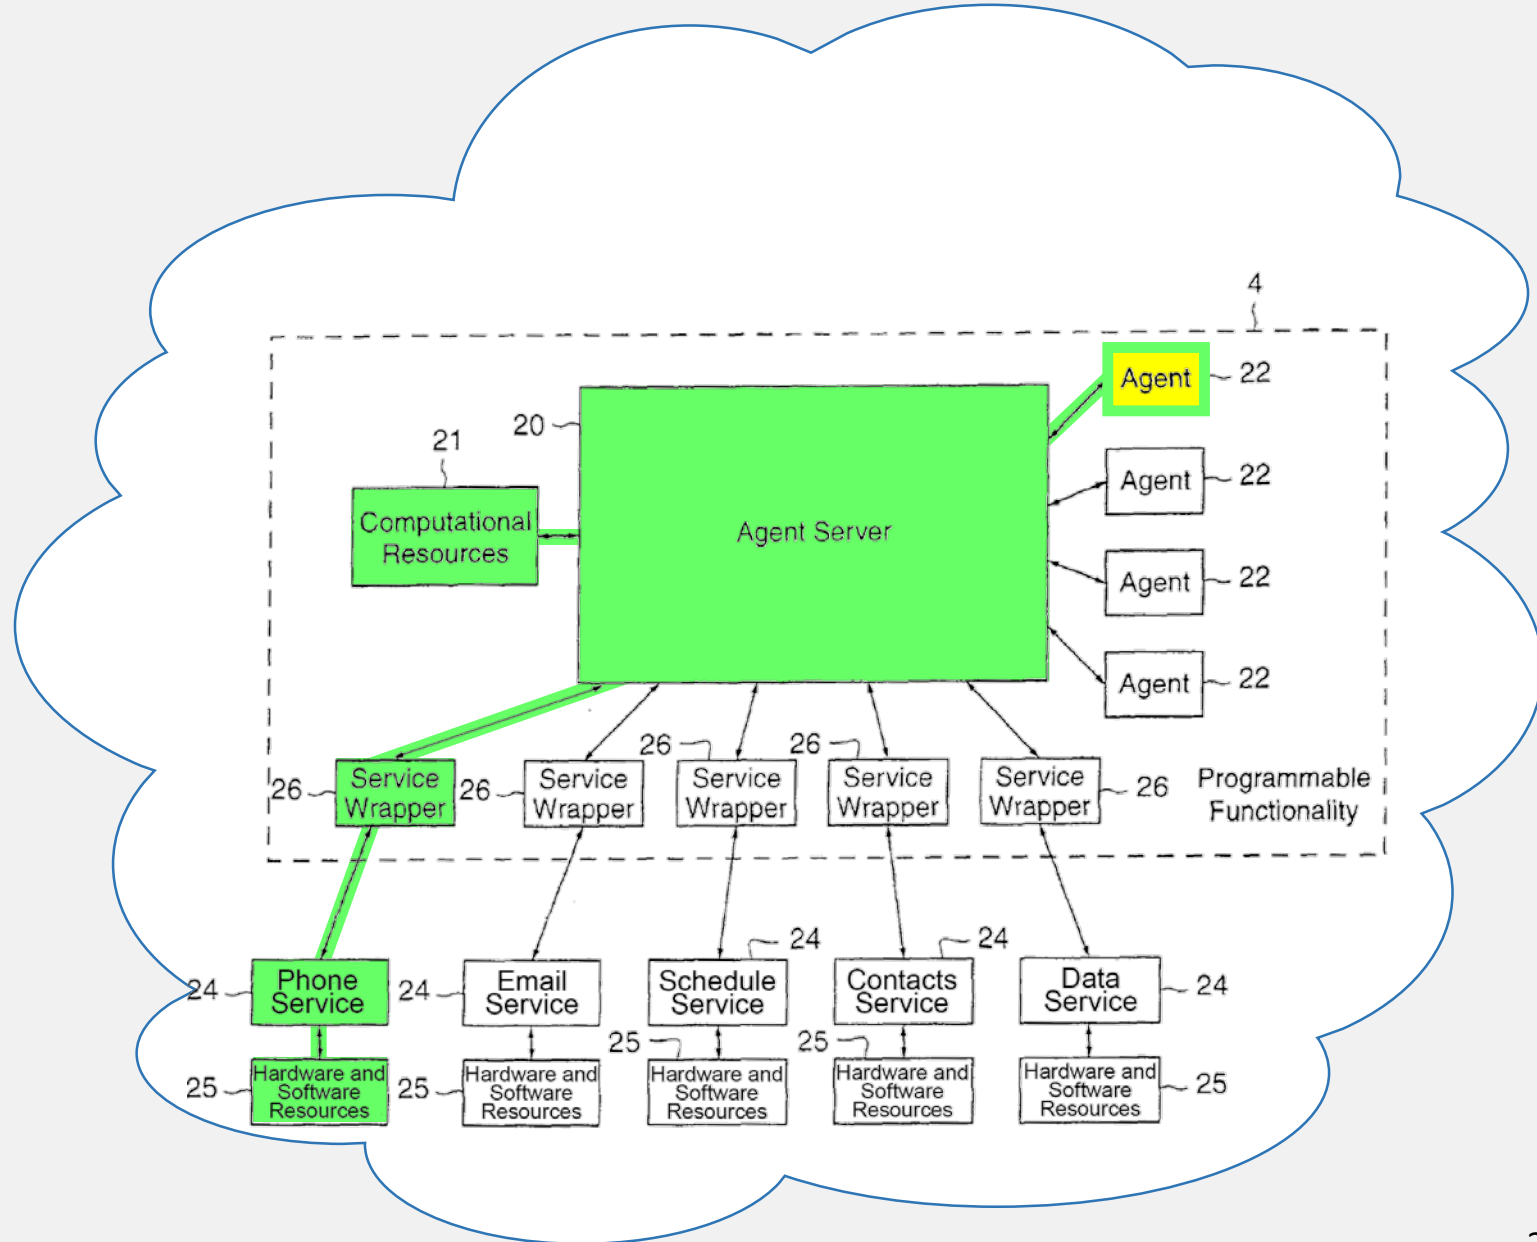 4
Agent
22
20
21
Agent
22
Computational
Resources
Agent Server
Agent
22
Agent
22
26
26
Service
Wrapper
26
Service
Wrapper
26
Service
Wrapper
Service
Wrapper
Service
Wrapper
26
Programmable
Functionality
24
24
24
Phone
Service
24
Email
Service
Schedule
Service
Contacts
Service
Data
Service
24
25
25
25
Hardware and
Software
Resources
25
Hardware and
Software
Resources
Hardware and
Software
Resources
Hardware and
Software
Resources
Hardware and
Software
Resources
25